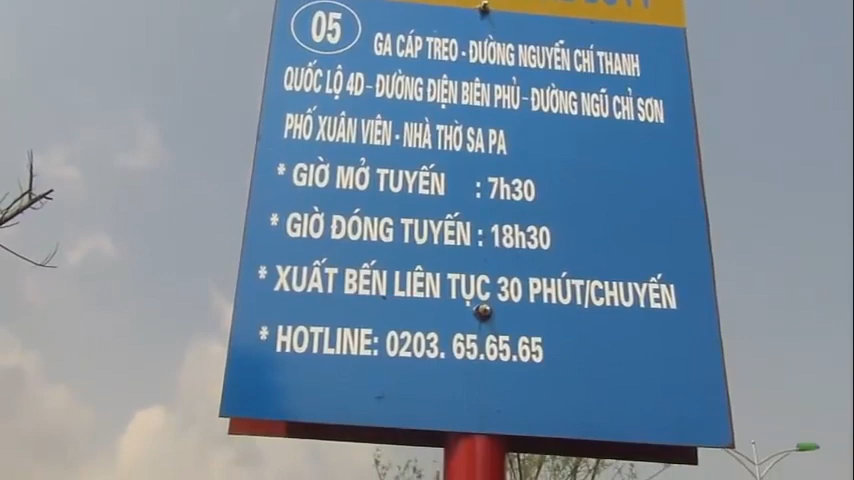 05
GA CÁP TREO - ĐƯỜNG NGUYỄN CHÍ THANH
QUỐC LỘ 4D - ĐƯỜNG ĐIỆN BIÊN PHỦ - ĐƯỜNG NGŨ CHỈ SƠN
PHỐ XUÂN VIÊN - NHÀ THỜ SA PA
* GIỜ MỞ TUYẾN : 7h30
* GIỜ ĐÓNG TUYẾN : 18h30
* XUẤT BẾN LIÊN TỤC 30 PHÚT/CHUYẾN
* HOTLINE: 0203. 65.65.65